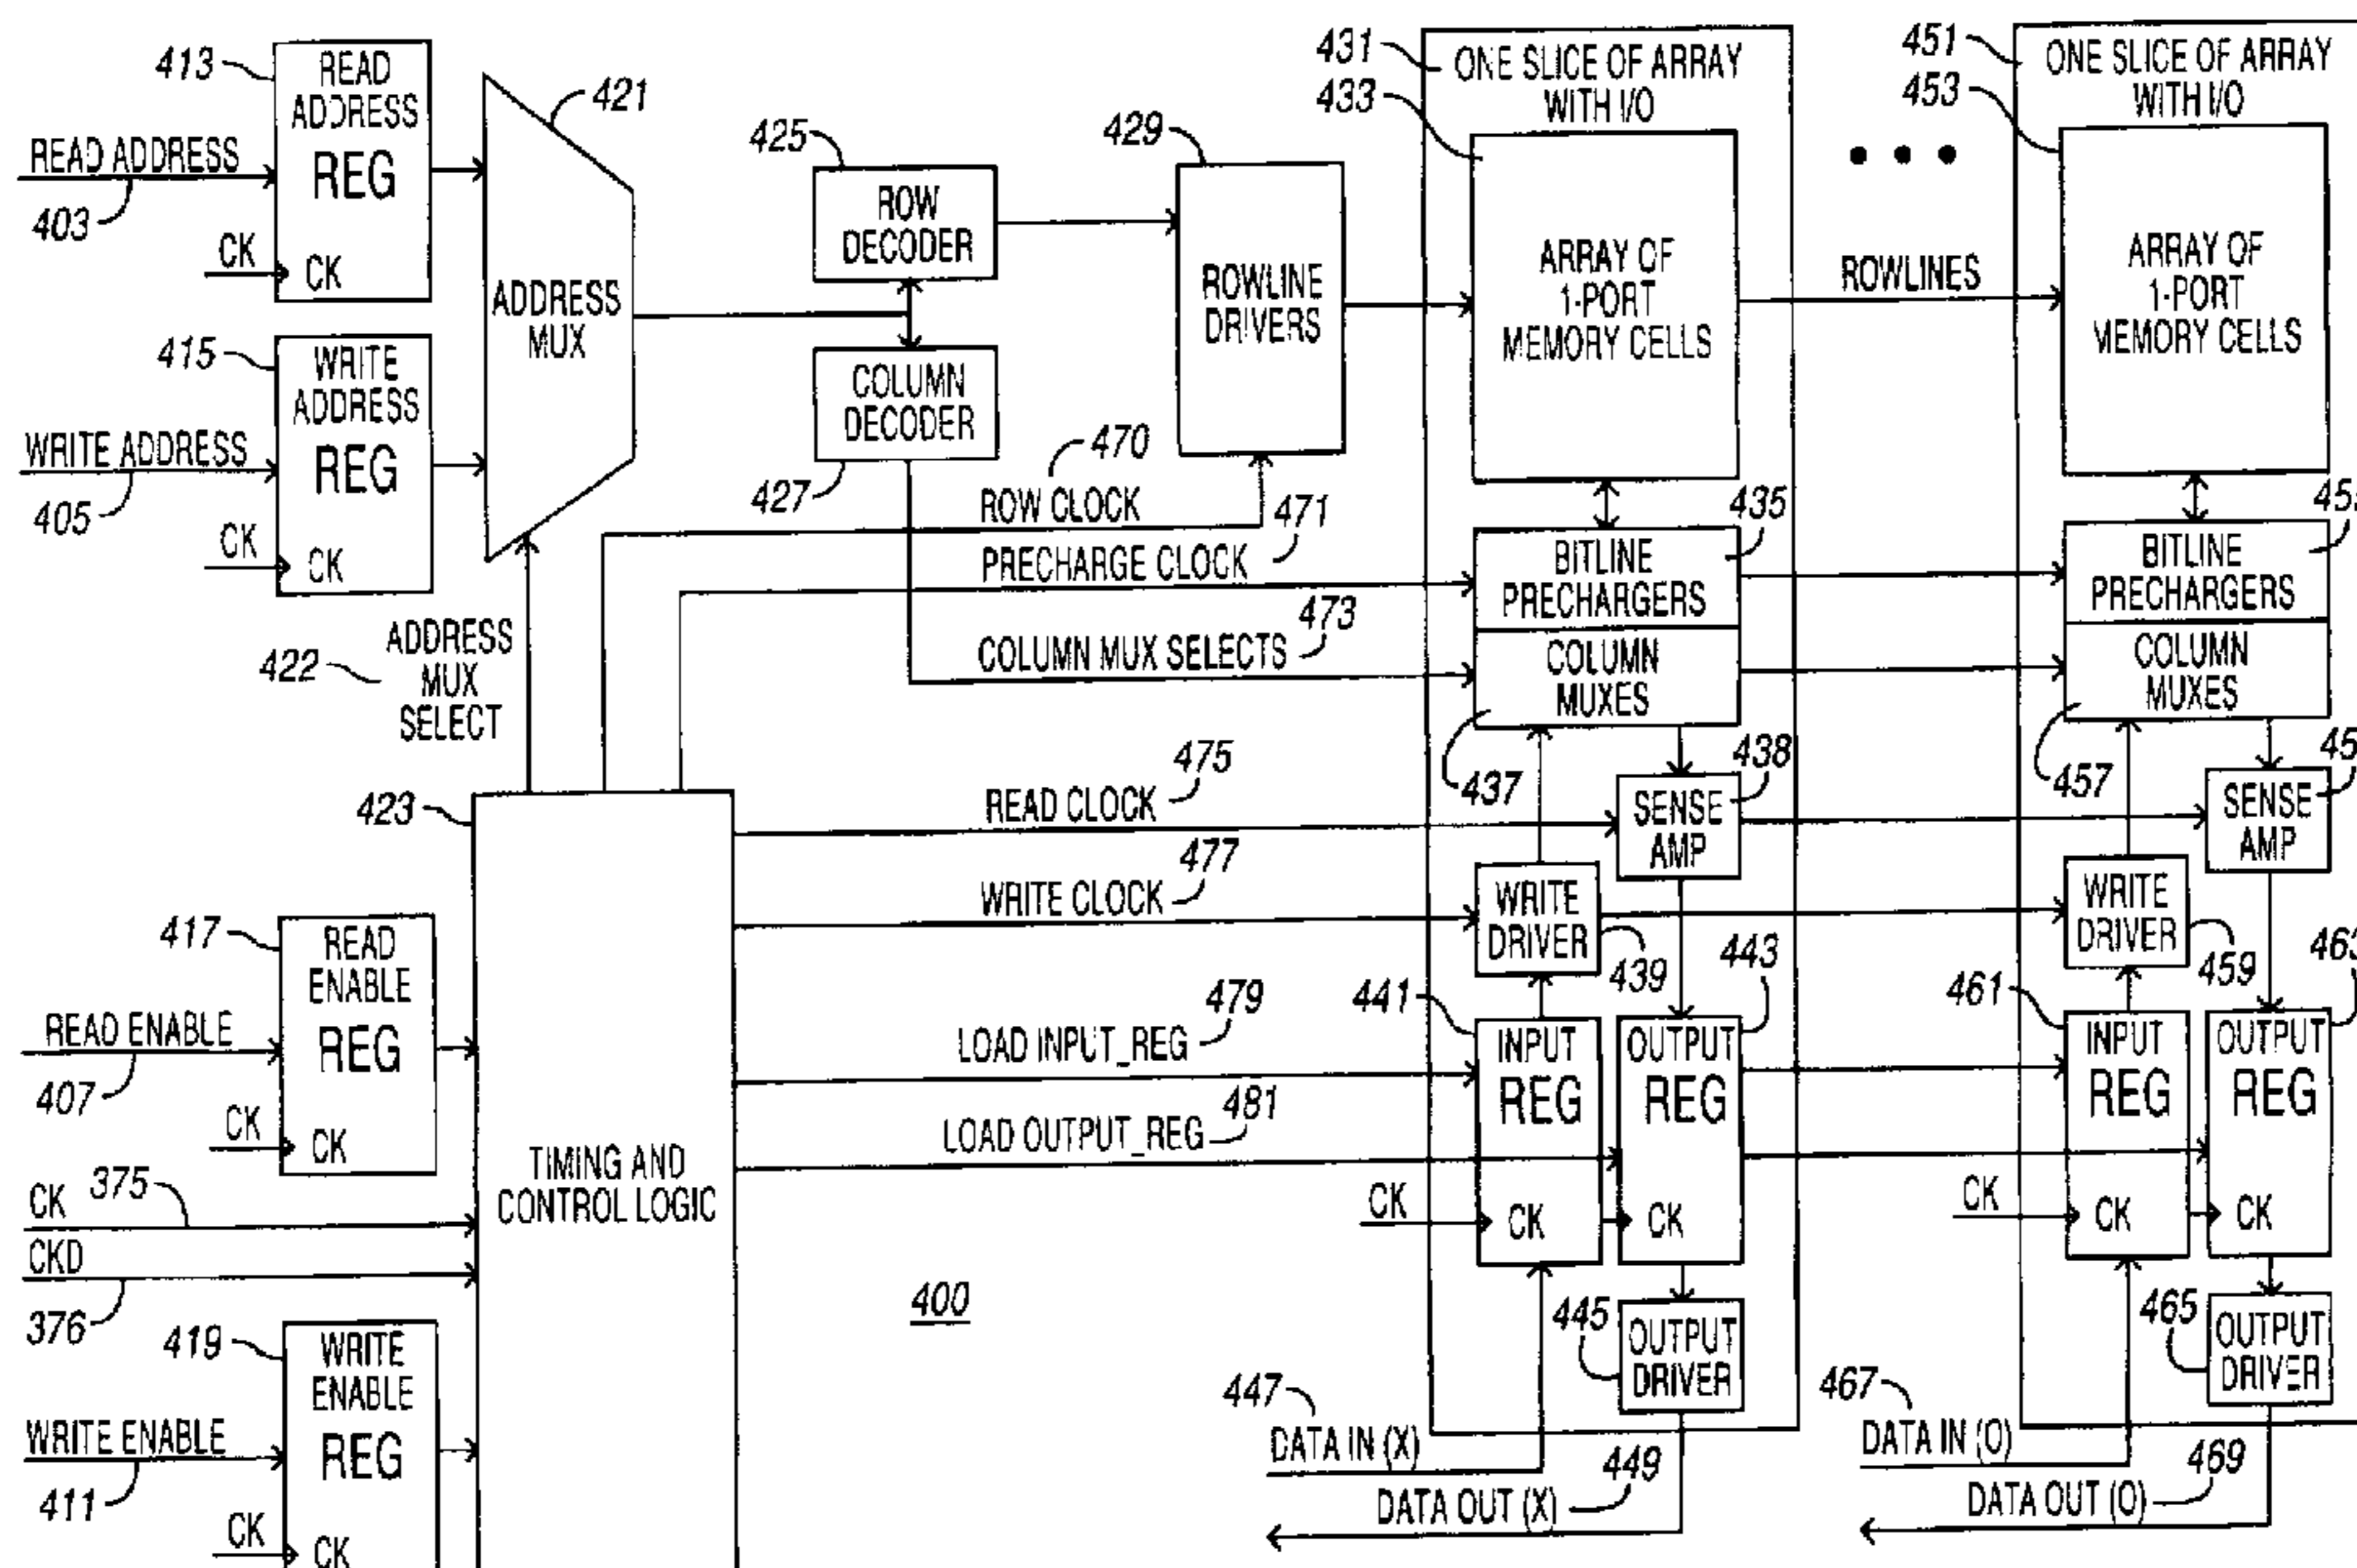 413
READ
ADDRESS
REG
CK
READ ADDRESS
403
CK
415
WRITE
ADDRESS
REG
CK
WRITE ADDRESS
405
CK
421
ADDRESS
MUX
422
ADDRESS
MUX
SELECT
425
ROW
DECODER
COLUMN
DECODER
427
429
ROWLINE
DRIVERS
470
ROW CLOCK
471
PRECHARGE CLOCK
473
COLUMN MUX SELECTS
475
READ CLOCK
477
WRITE CLOCK
479
LOAD INPUT_REG
481
LOAD OUTPUT_REG
423
TIMING AND
CONTROL LOGIC
417
READ
ENABLE
REG
CK
READ ENABLE
407
CK
CK
375
CKD
376
419
WRITE
ENABLE
REG
CK
WRITE ENABLE
411
CK
400
431
ONE SLICE OF ARRAY
WITH I/O
433
ARRAY OF
1-PORT
MEMORY CELLS
435
BITLINE
PRECHARGERS
COLUMN
MUXES
437
438
SENSE
AMP
WRITE
DRIVER
439
441
INPUT
REG
CK
CK
443
OUTPUT
REG
CK
445
OUTPUT
DRIVER
447
DATA IN (X)
449
DATA OUT (X)
ROWLINES
451
ONE SLICE OF ARRAY
WITH I/O
453
ARRAY OF
1-PORT
MEMORY CELLS
BITLINE
PRECHARGERS
COLUMN
MUXES
457
SENSE
AMP
WRITE
DRIVER
459
461
INPUT
REG
CK
CK
463
OUTPUT
REG
CK
465
OUTPUT
DRIVER
467
DATA IN (0)
469
DATA OUT (0)